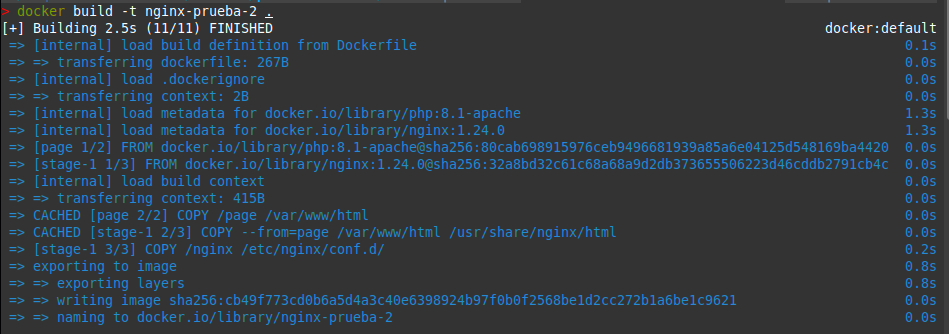 > docker build -t nginx-prueba-2 .
[+] Building 2.5s (11/11) FINISHED docker:default
=> [internal] load build definition from Dockerfile 0.1s
=> => transferring dockerfile: 267B 0.0s
=> [internal] load .dockerignore 0.0s
=> => transferring context: 2B 0.0s
=> [internal] load metadata for docker.io/library/php:8.1-apache 1.3s
=> [internal] load metadata for docker.io/library/nginx:1.24.0 1.3s
=> [page 1/2] FROM docker.io/library/php:8.1-apache@sha256:80cab698915976ceb9496681939a85a6e04125d548169ba4420 0.0s
=> [stage-1 1/3] FROM docker.io/library/nginx:1.24.0@sha256:32a8bd32c61c68a68a9d2db373655506223d46cddb2791cb4c 0.0s
=> [internal] load build context 0.0s
=> => transferring context: 415B 0.0s
=> CACHED [page 2/2] COPY /page /var/www/html 0.0s
=> CACHED [stage-1 2/3] COPY --from=page /var/www/html /usr/share/nginx/html 0.0s
=> [stage-1 3/3] COPY /nginx /etc/nginx/conf.d/ 0.2s
=> exporting to image 0.8s
=> => exporting layers 0.8s
=> => writing image sha256:cb49f773cd0b6a5d4a3c40e6398924b97f0b0f2568be1d2cc272b1a6be1c9621 0.0s
=> => naming to docker.io/library/nginx-prueba-2 0.0s